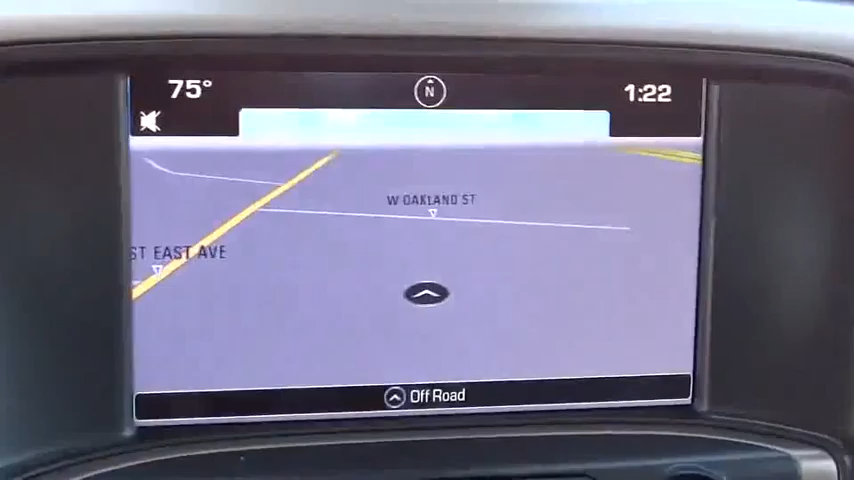 75°
N
1:22
W OAKLAND ST
ST EAST AVE
Off Road